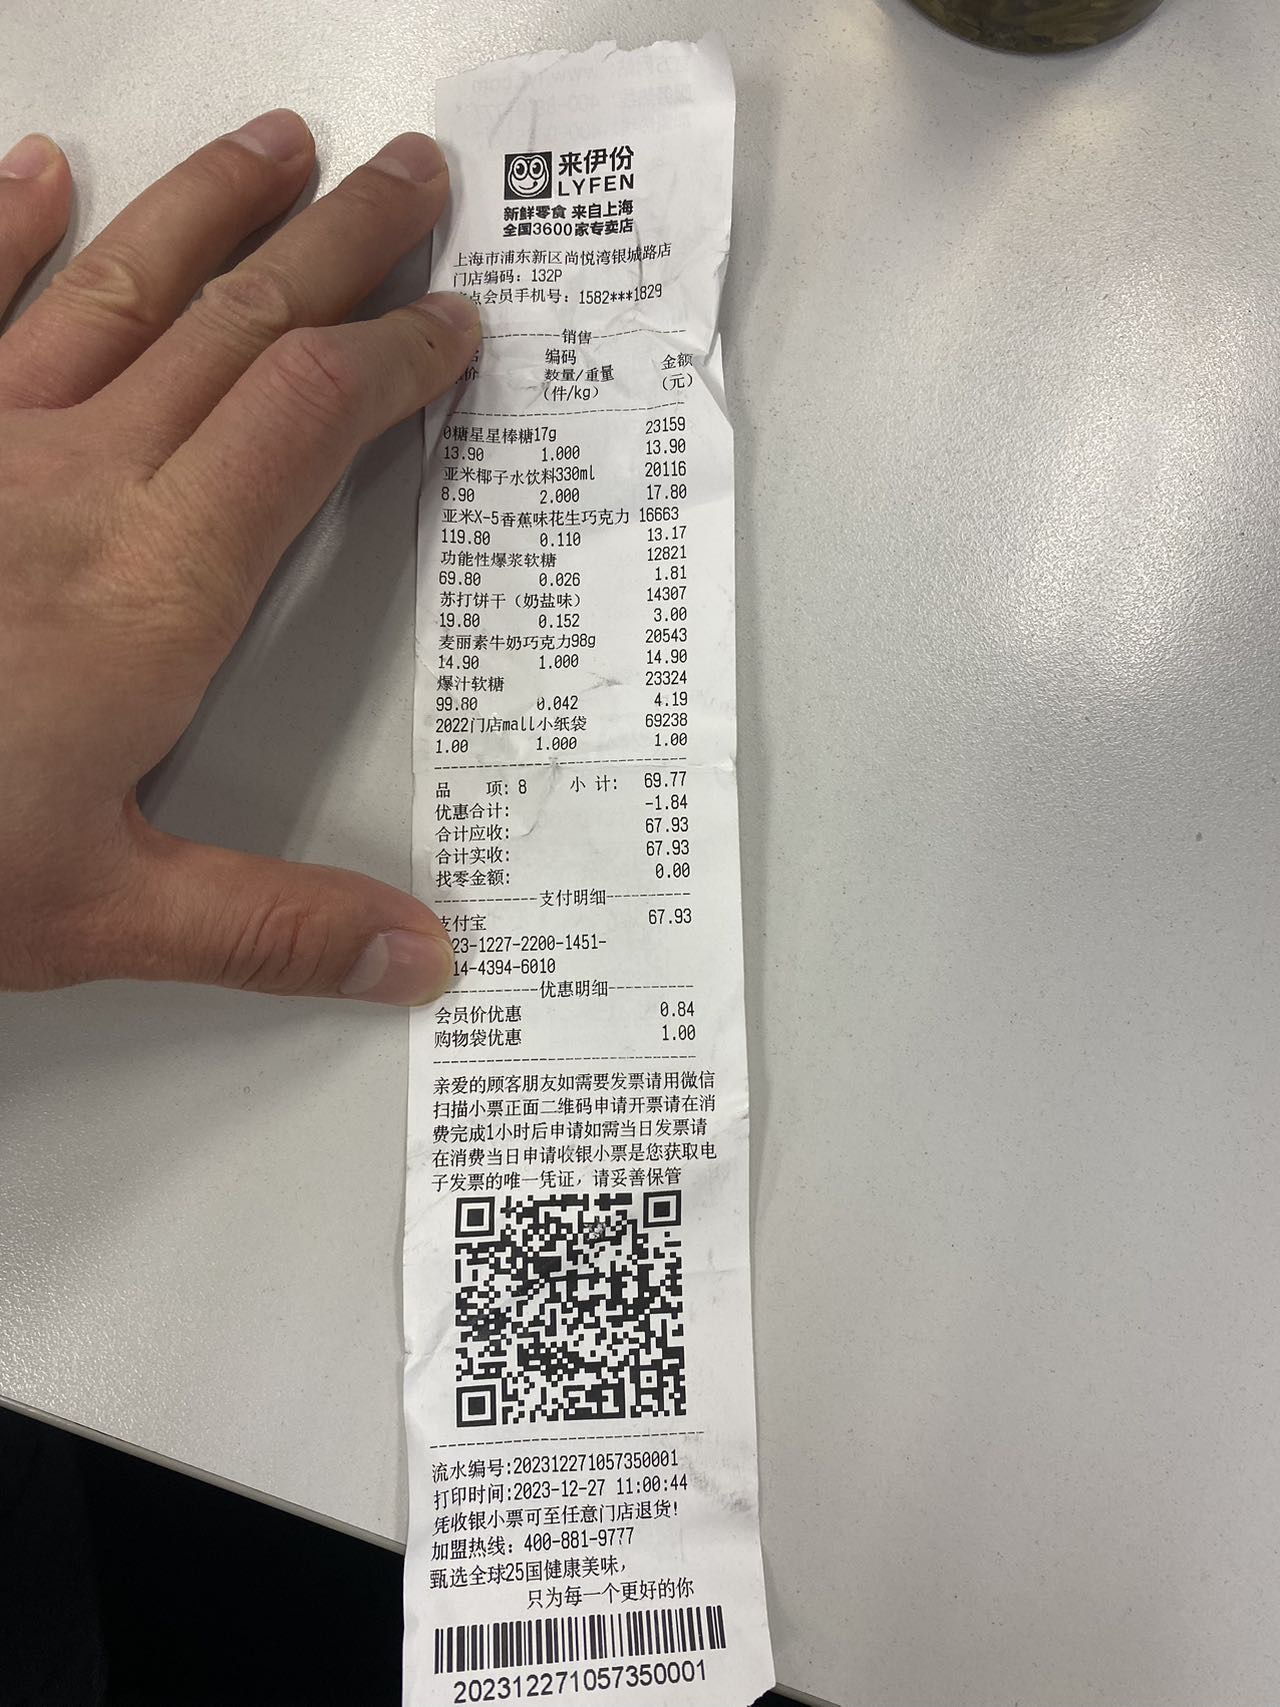 来伊份
LYFEN
新鲜零食 来自上海
全国3600家专卖店
上海市浦东新区尚悦湾银城路店
门店编码: 132P
点会员手机号: 1582***1829
------------销售------------
编码 金额
价 数量/重量 (元)
(件/kg)
0糖星星棒糖17g 23159
13.90 1.000 13.90
亚米椰子水饮料330ml 20116
8.90 2.000 17.80
亚米X-5香蕉味花生巧克力 16663
119.80 0.110 13.17
功能性爆浆软糖 12821
69.80 0.026 1.81
苏打饼干（奶盐味） 14307
19.80 0.152 3.00
麦丽素牛奶巧克力98g 20543
14.90 1.000 14.90
爆汁软糖 23324
99.80 0.042 4.19
2022门店mall小纸袋 69238
1.00 1.000 1.00
品 项: 8 小 计: 69.77
优惠合计: -1.84
合计应收: 67.93
合计实收: 67.93
找零金额: 0.00
------------支付明细------------
支付宝 67.93
23-1227-2200-1451-
14-4394-6010
------------优惠明细------------
会员价优惠 0.84
购物袋优惠 1.00
亲爱的顾客朋友如需要发票请用微信
扫描小票正面二维码申请开票请在消
费完成1小时后申请如需当日发票请
在消费当日申请收银小票是您获取电
子发票的唯一凭证，请妥善保管
流水编号:202312271057350001
打印时间:2023-12-27 11:00:44
凭收银小票可至任意门店退货!
加盟热线: 400-881-9777
甄选全球25国健康美味,
只为每一个更好的你
202312271057350001